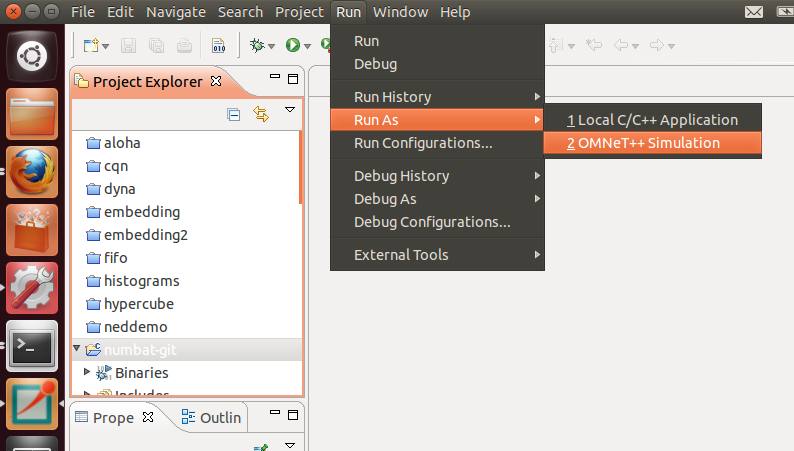 File Edit Navigate Search Project Run Window Help
010
Project Explorer
aloha
cqn
dyna
embedding
embedding2
fifo
histograms
hypercube
neddemo
numbat-git
Binaries
Includes
Prope
Outlin
Run
Debug
Run History
Run As
Run Configurations...
Debug History
Debug As
Debug Configurations...
External Tools
1 Local C/C++ Application
2 OMNeT++ Simulation